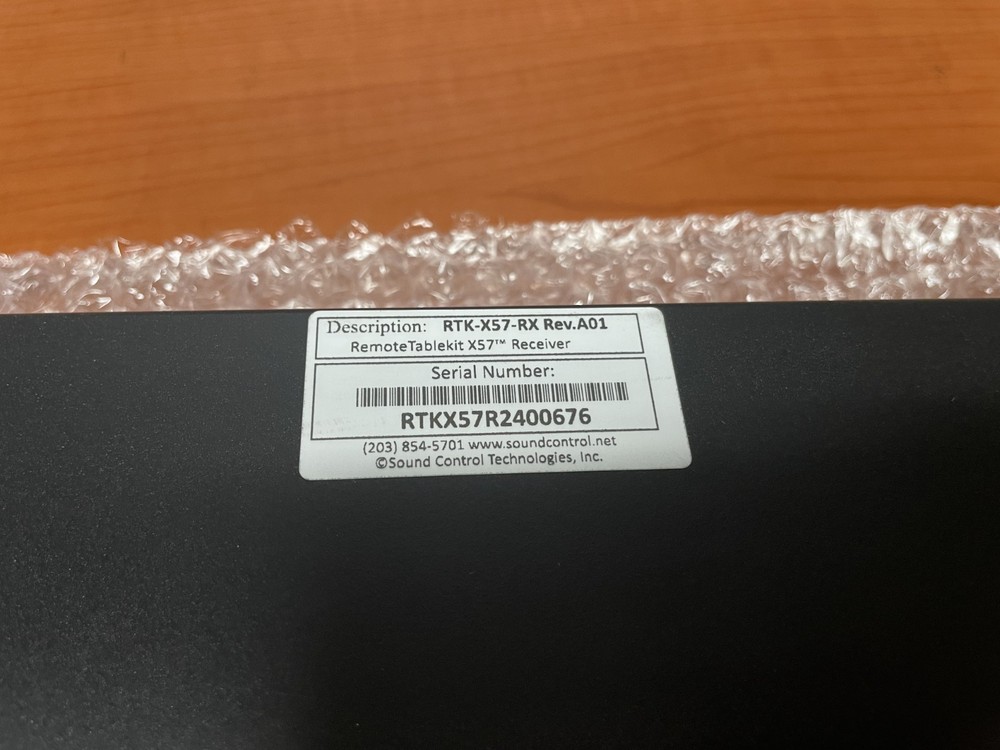 Description: RTK-X57-RX Rev.A01
RemoteTablekit X57™ Receiver
Serial Number:
RTKX57R2400676
(203) 854-5701 www.soundcontrol.net
©Sound Control Technologies, Inc.